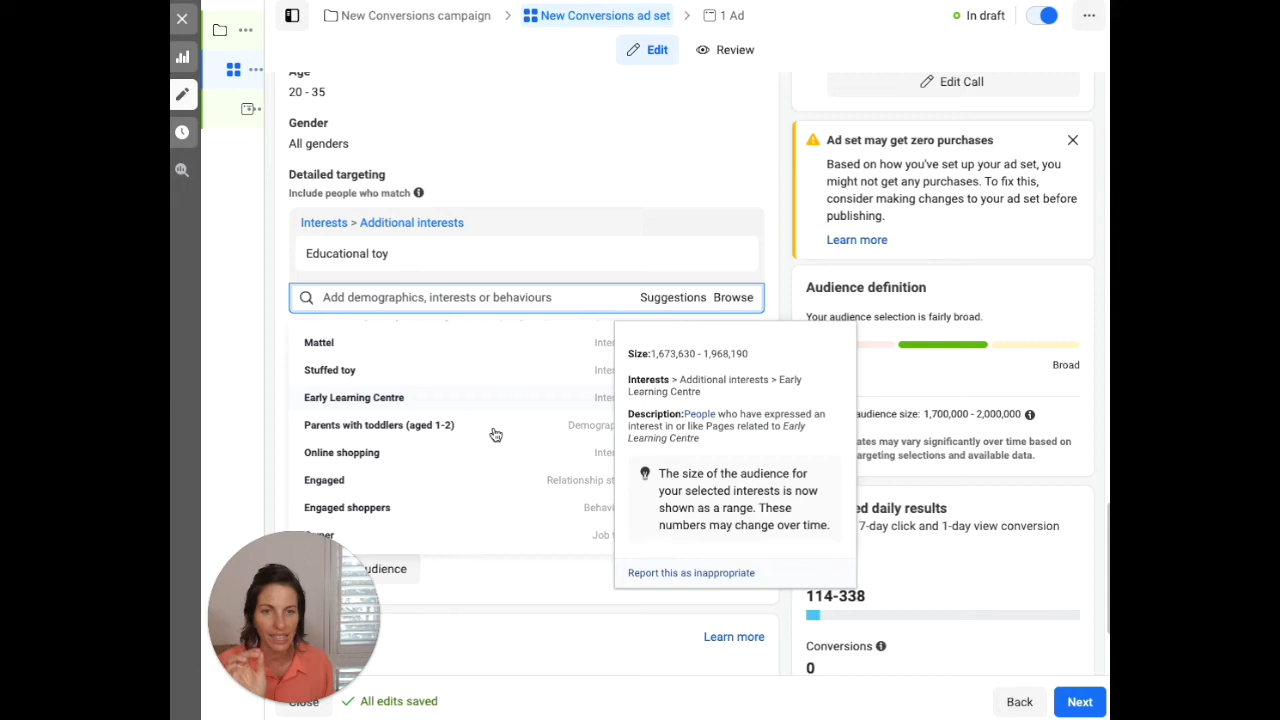 New Conversions campaign
New Conversions ad set
1 Ad
In draft
Edit
Review
Age
20 - 35
Gender
All genders
Detailed targeting
Include people who match
Interests > Additional interests
Educational toy
Add demographics, interests or behaviours
Suggestions
Browse
Mattel
Stuffed toy
Early Learning Centre
Parents with toddlers (aged 1-2)
Online shopping
Engaged
Relationship
Engaged shoppers
Job
Size:1,673,630 - 1,968,190
Interests > Additional interests > Early
Learning Centre
Description:People who have expressed an
interest in or like Pages related to Early
Learning Centre
The size of the audience for
your selected interests is now
shown as a range. These
numbers may change over time.
Report this as inappropriate
Learn more
Close
All edits saved
Edit Call
Ad set may get zero purchases
Based on how you've set up your ad set, you
might not get any purchases. To fix this,
consider making changes to your ad set before
publishing.
Learn more
Audience definition
Your audience selection is fairly broad.
Broad
audience size: 1,700,000 - 2,000,000
may vary significantly over time based on
targeting selections and available data.
daily results
7-day click and 1-day view conversion
114-338
Conversions
0
Back
Next